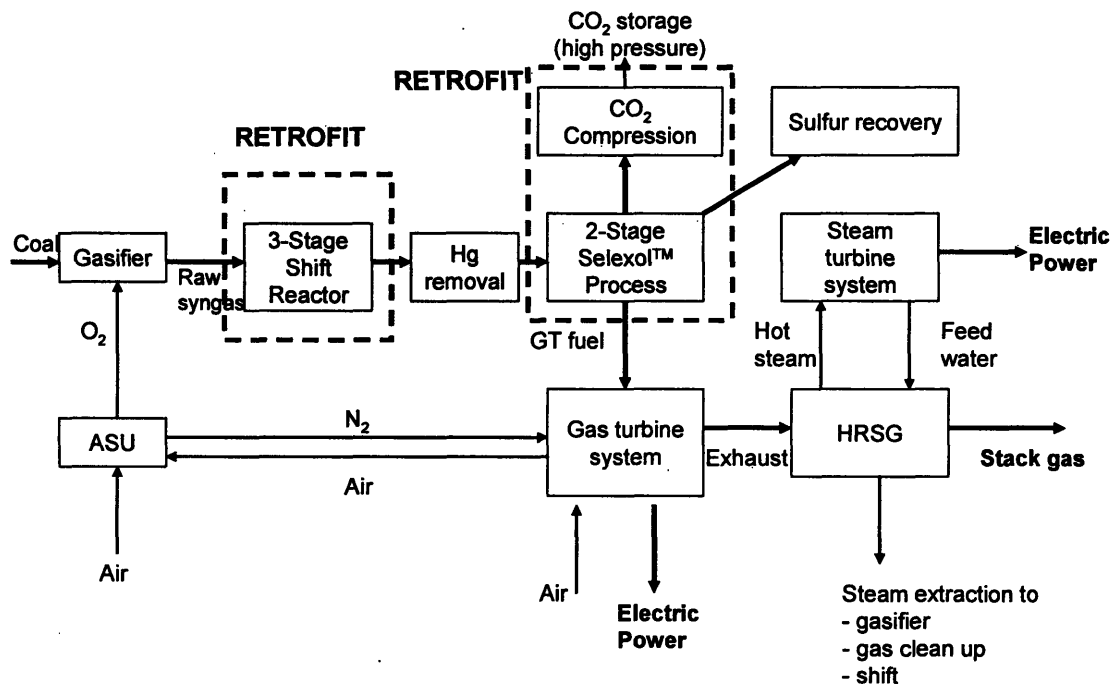 CO₂ storage
(high pressure)
RETROFIT
CO₂
Compression
Sulfur recovery
RETROFIT
Coal
Gasifier
Raw
syngas
3-Stage
Shift
Reactor
Hg
removal
2-Stage
Selexol™
Process
Steam
turbine
system
Electric
Power
O₂
GT fuel
Hot
steam
Feed
water
ASU
N₂
Air
Gas turbine
system
Exhaust
HRSG
Stack gas
Air
Air
Electric
Power
Steam extraction to
- gasifier
- gas clean up
- shift